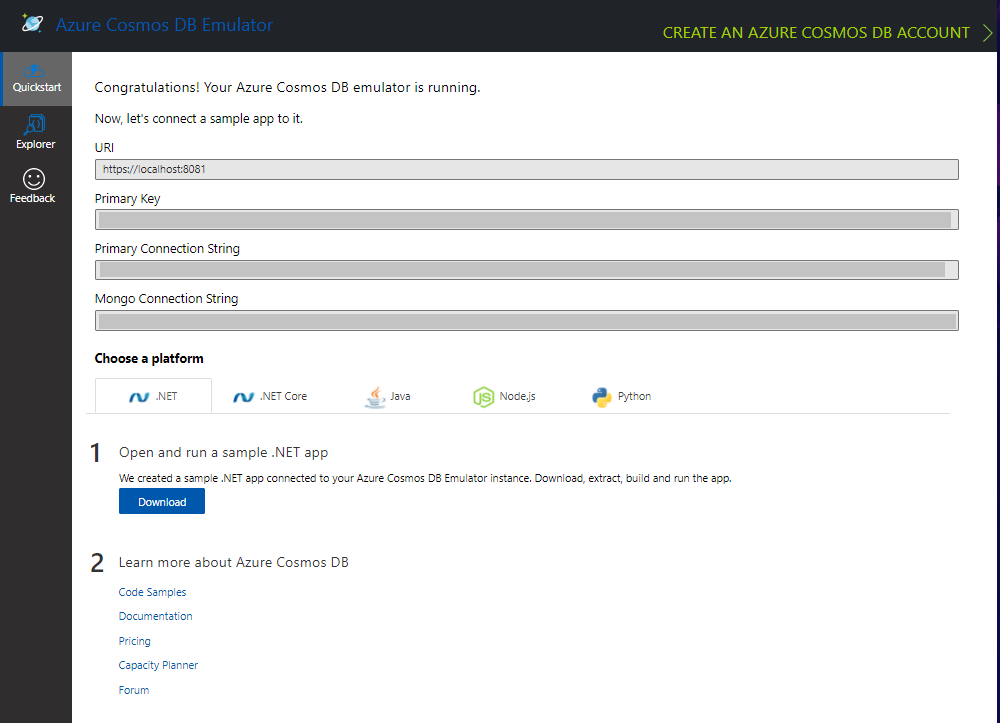 Azure Cosmos DB Emulator
CREATE AN AZURE COSMOS DB ACCOUNT
Quickstart
Explorer
Feedback
Congratulations! Your Azure Cosmos DB emulator is running.
Now, let's connect a sample app to it.
URI
https://localhost:8081
Primary Key
Primary Connection String
Mongo Connection String
Choose a platform
.NET
.NET Core
Java
Node.js
Python
1 Open and run a sample .NET app
We created a sample .NET app connected to your Azure Cosmos DB Emulator instance. Download, extract, build and run the app.
Download
2 Learn more about Azure Cosmos DB
Code Samples
Documentation
Pricing
Capacity Planner
Forum